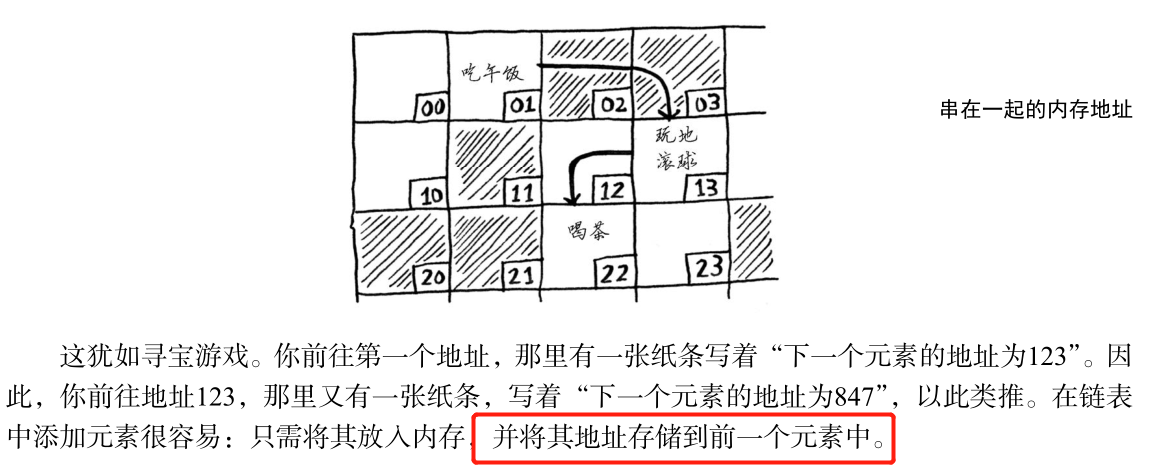 吃午饭
00 01 02 03
串在一起的内存地址
玩地
滚球
10 11 12 13
喝茶
20 21 22 23
这犹如寻宝游戏。你前往第一个地址，那里有一张纸条写着“下一个元素的地址为123”。因
此，你前往地址123，那里又有一张纸条，写着“下一个元素的地址为847”，以此类推。在链表
中添加元素很容易：只需将其放入内存，并将其地址存储到前一个元素中。